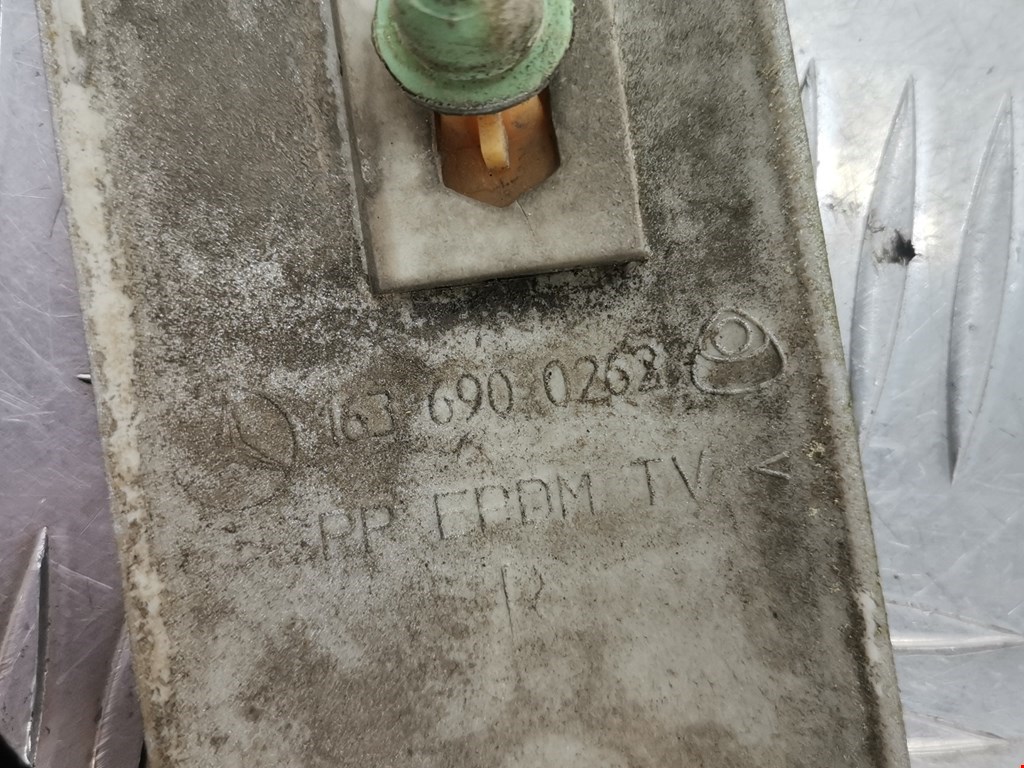 163 690 0262
PP EPDM TV <
R